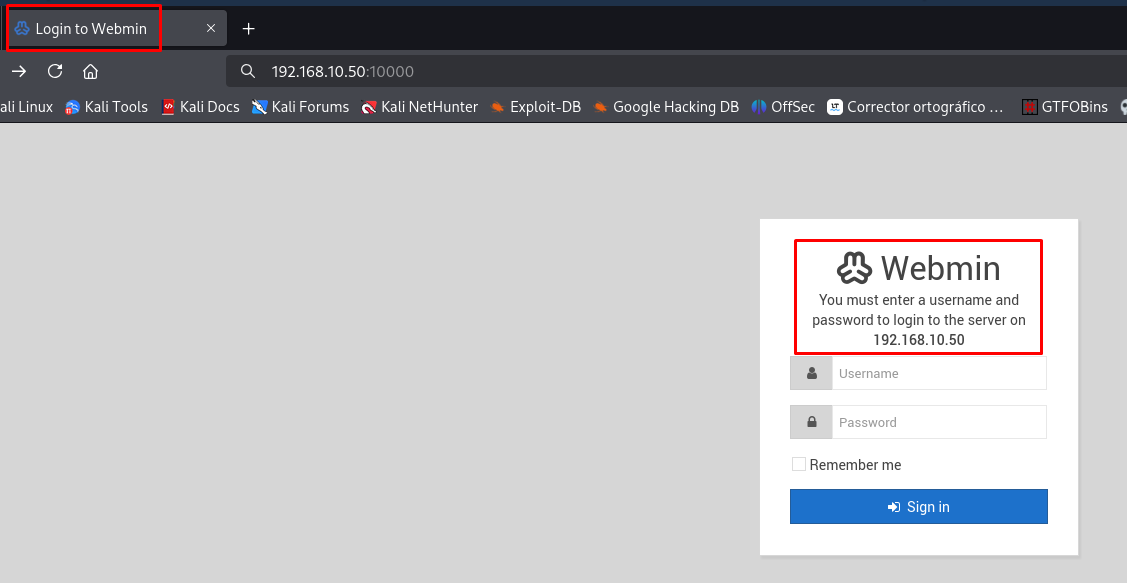 Login to Webmin
192.168.10.50:10000
ali Linux Kali Tools Kali Docs Kali Forums Kali NetHunter Exploit-DB Google Hacking DB OffSec LT Corrector ortográfico … GTFOBins
Webmin
You must enter a username and
password to login to the server on
192.168.10.50
Username
Password
Remember me
Sign in